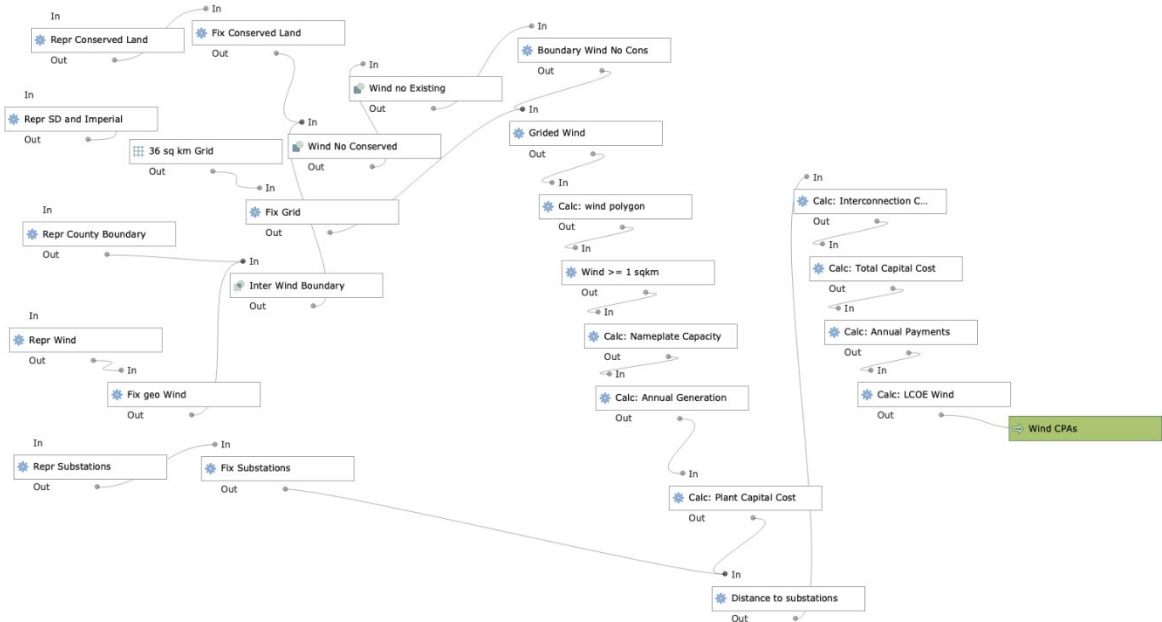 In
Repr Conserved Land
Out
In
Fix Conserved Land
Out
In
Boundary Wind No Cons
Out
In
Wind no Existing
Out
In
Repr SD and Imperial
Out
36 sq km Grid
Out
In
Wind No Conserved
Out
In
Grided Wind
Out
In
Fix Grid
Out
In
Calc: wind polygon
Out
In
Calc: Interconnection C...
Out
In
Repr County Boundary
Out
In
Inter Wind Boundary
Out
In
Wind >= 1 sqkm
Out
In
Calc: Total Capital Cost
Out
In
Repr Wind
Out
In
Fix geo Wind
Out
In
Calc: Nameplate Capacity
Out
In
Calc: Annual Payments
Out
In
Calc: Annual Generation
Out
In
Calc: LCOE Wind
Out
Wind CPAs
In
Repr Substations
Out
In
Fix Substations
Out
In
Calc: Plant Capital Cost
Out
In
Distance to substations
Out